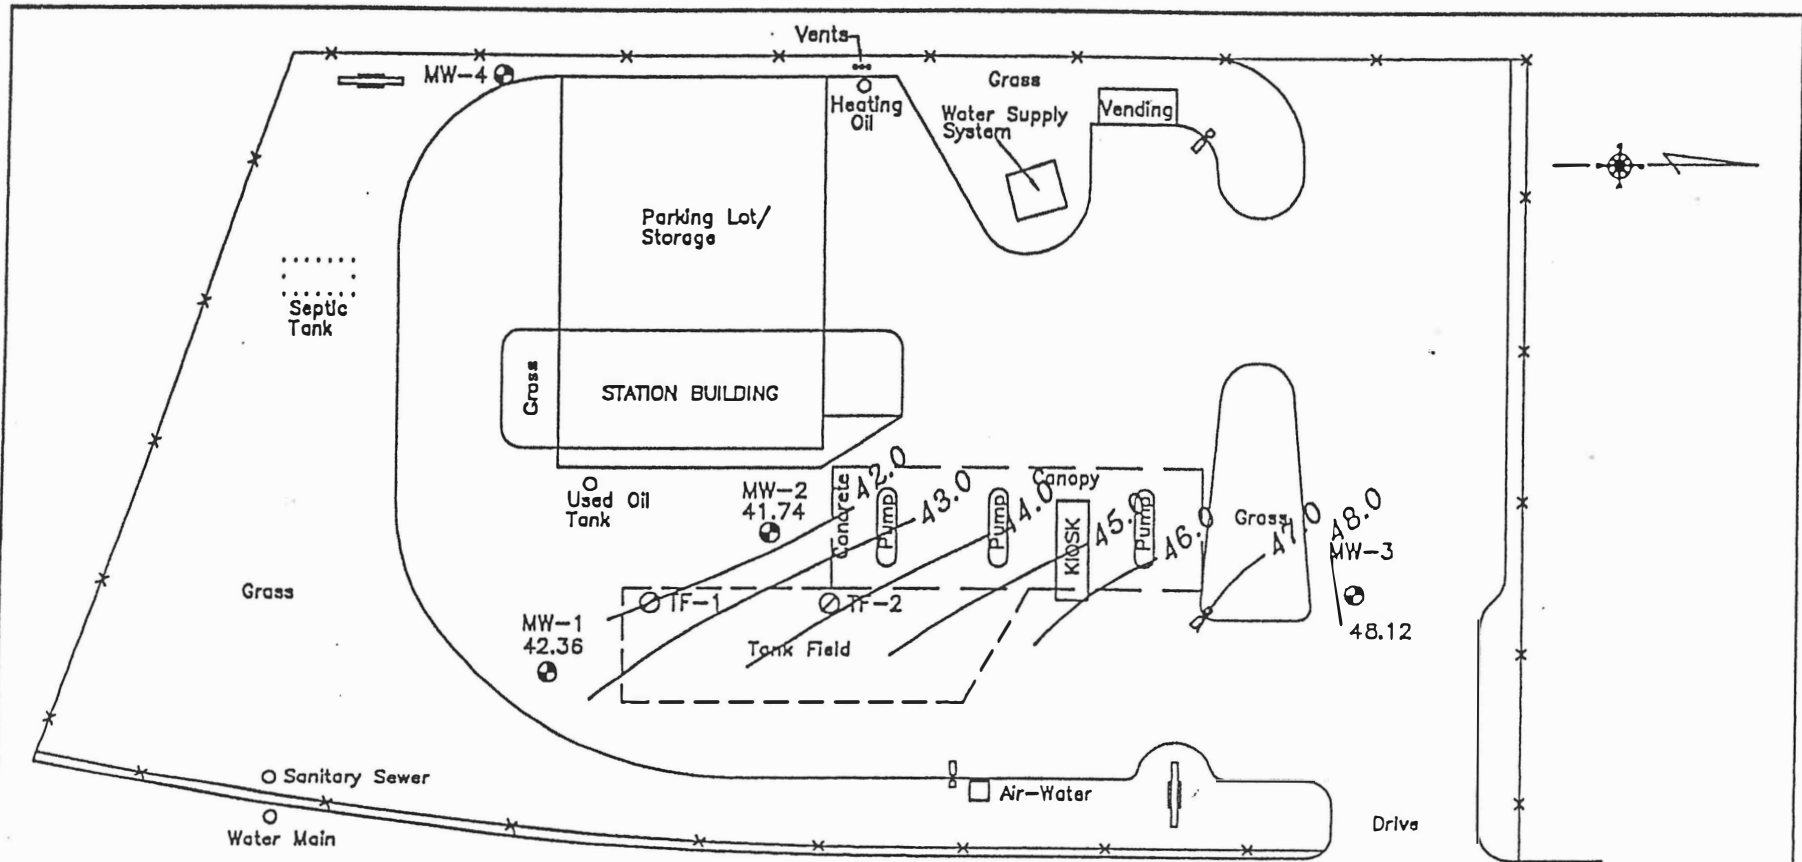 Vents
MW-4
Grass
Heating
Oil
Water Supply
System
Vending
Parking Lot/
Storage
Septic
Tank
Grass
STATION BUILDING
Used Oil
Tank
MW-2
41.74
Concrete
42.0
Pump
43.0
Pump
44.0
Canopy
KIOSK
45.0
Pump
46.0
Grass
47.0
48.0
MW-3
48.12
Grass
MW-1
42.36
TF-1
TF-2
Tank Field
Sanitary Sewer
Water Main
Air-Water
Drive